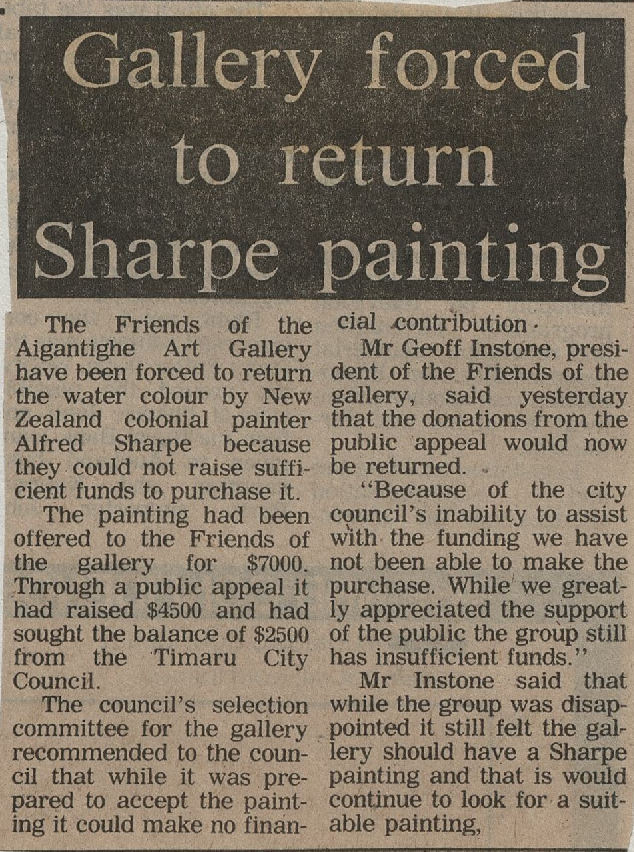 Gallery forced
to return
Sharpe painting
The Friends of the
Aigantighe Art Gallery
have been forced to return
the water colour by New
Zealand colonial painter
Alfred Sharpe because
they could not raise suffi-
cient funds to purchase it.
The painting had been
offered to the Friends of
the gallery for $7000.
Through a public appeal it
had raised $4500 and had
sought the balance of $2500
from the Timaru City
Council.
The council's selection
committee for the gallery
recommended to the coun-
cil that while it was pre-
pared to accept the paint-
ing it could make no finan-
cial contribution.
Mr Geoff Instone, presi-
dent of the Friends of the
gallery, said yesterday
that the donations from the
public appeal would now
be returned.
"Because of the city
council's inability to assist
with the funding we have
not been able to make the
purchase. While we great-
ly appreciated the support
of the public the group still
has insufficient funds."
Mr Instone said that
while the group was disap-
pointed it still felt the gal-
lery should have a Sharpe
painting and that is would
continue to look for a suit-
able painting,